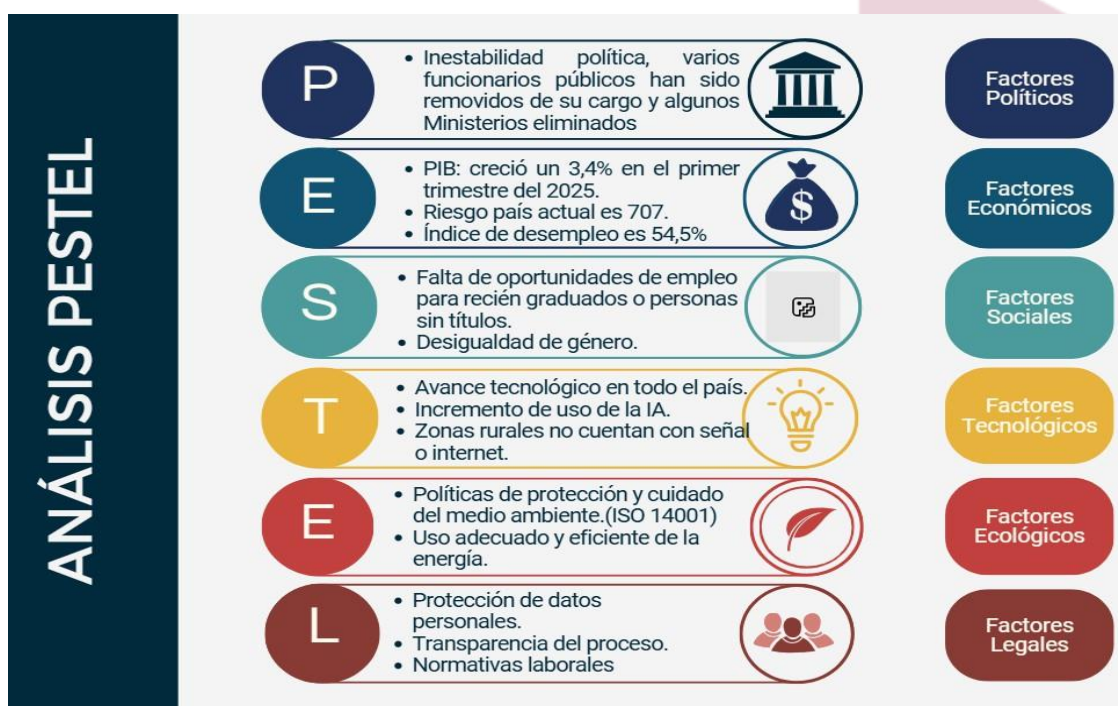 ANÁLISIS PESTEL
P
• Inestabilidad política, varios
funcionarios públicos han sido
removidos de su cargo y algunos
Ministerios eliminados
Factores
Políticos
E
• PIB: creció un 3,4% en el primer
trimestre del 2025.
• Riesgo país actual es 707.
• Índice de desempleo es 54,5%
$
Factores
Económicos
S
• Falta de oportunidades de empleo
para recién graduados o personas
sin títulos.
• Desigualdad de género.
Factores
Sociales
T
• Avance tecnológico en todo el país.
• Incremento de uso de la IA.
• Zonas rurales no cuentan con señal
o internet.
Factores
Tecnológicos
E
• Políticas de protección y cuidado
del medio ambiente.(ISO 14001)
• Uso adecuado y eficiente de la
energía.
Factores
Ecológicos
L
• Protección de datos
personales.
• Transparencia del proceso.
• Normativas laborales
Factores
Legales